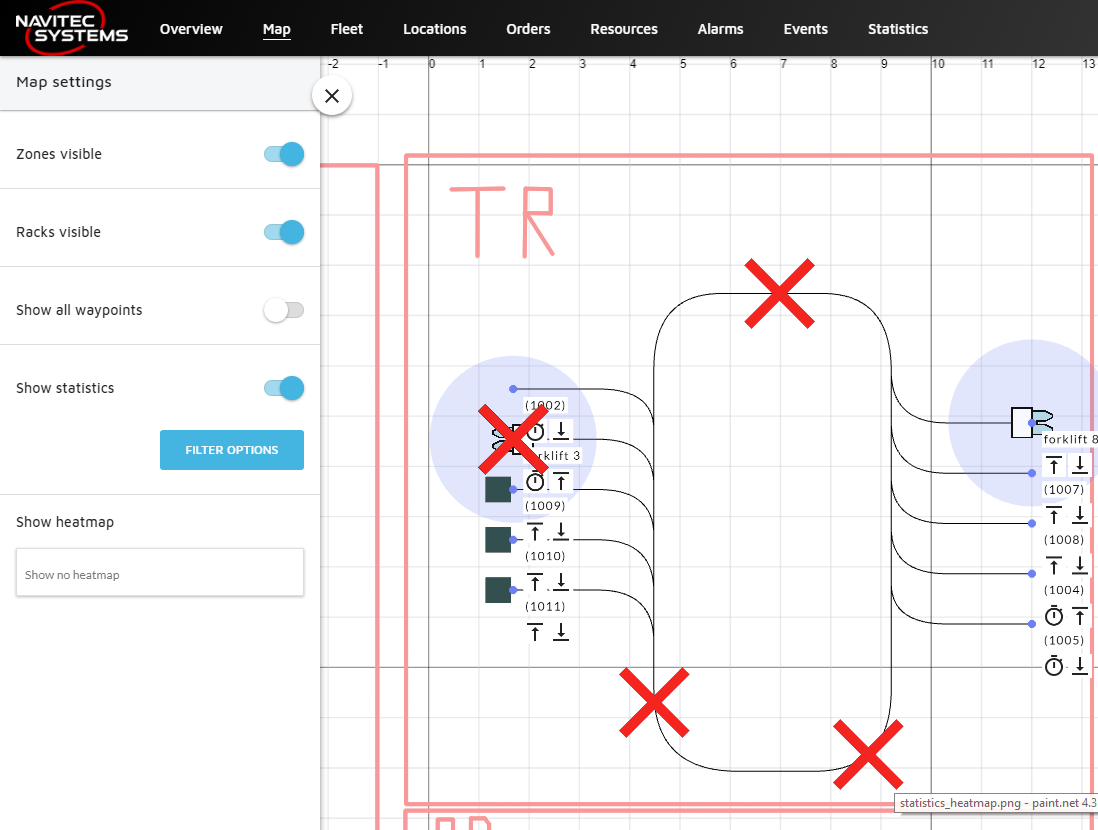 NAVITEC
SYSTEMS
Overview Map Fleet Locations Orders Resources Alarms Events Statistics
-2 -1 0 1 2 3 4 5 6 7 8 9 10 11 12 13
Map settings
Zones visible
Racks visible
Show all waypoints
Show statistics
FILTER OPTIONS
Show heatmap
Show no heatmap
TR
(1002)
rklift 3
(1009)
(1010)
(1011)
forklift 8
(1007)
(1008)
(1004)
(1005)
statistics_heatmap.png - paint.net 4.3